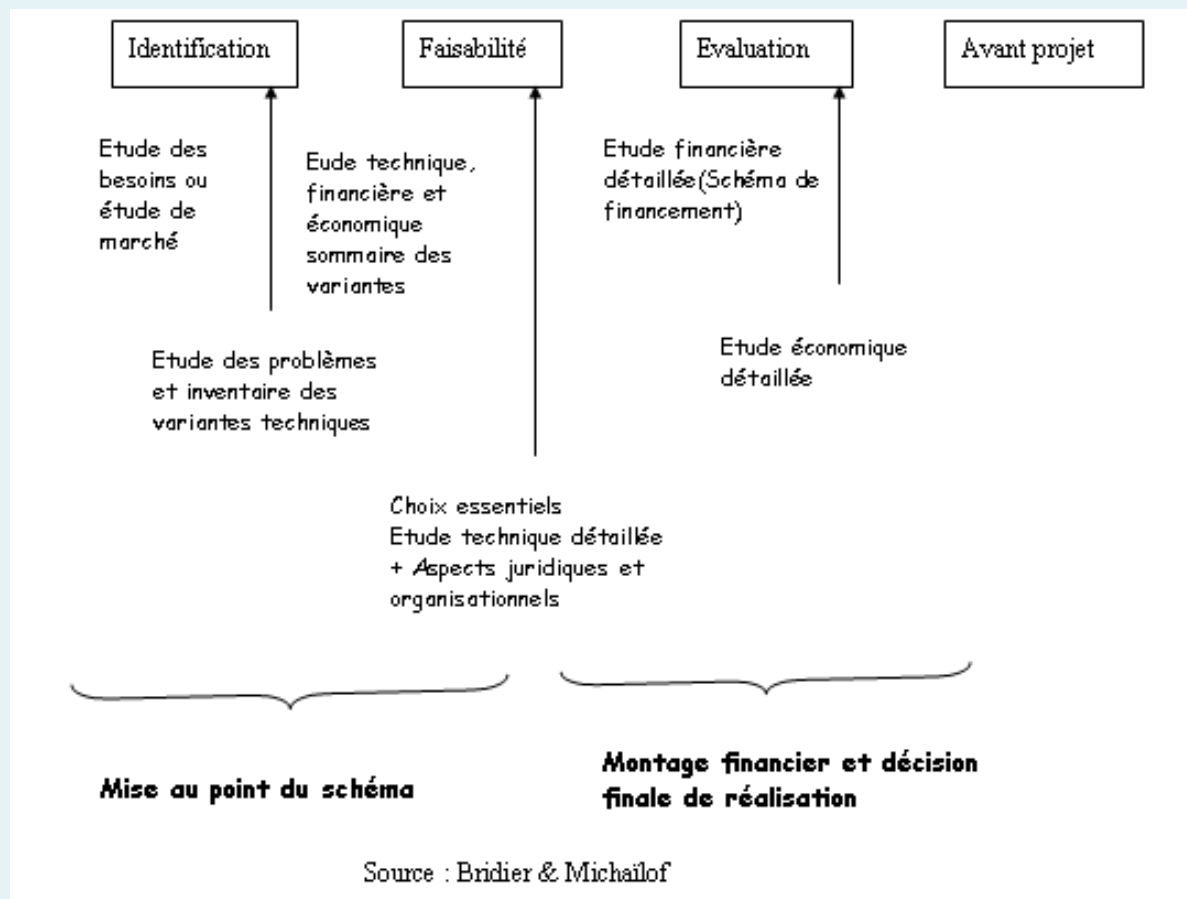 Identification
Faisabilité
Evaluation
Avant projet
Etude des
besoins ou
étude de
marché
Eude technique,
financière et
économique
sommaire des
variantes
Etude financière
détaillée(Schéma de
financement)
Etude des problèmes
et inventaire des
variantes techniques
Etude économique
détaillée
Choix essentiels
Etude technique détaillée
+ Aspects juridiques et
organisationnels
Mise au point du schéma
Montage financier et décision
finale de réalisation
Source : Bridier & Michaïlof